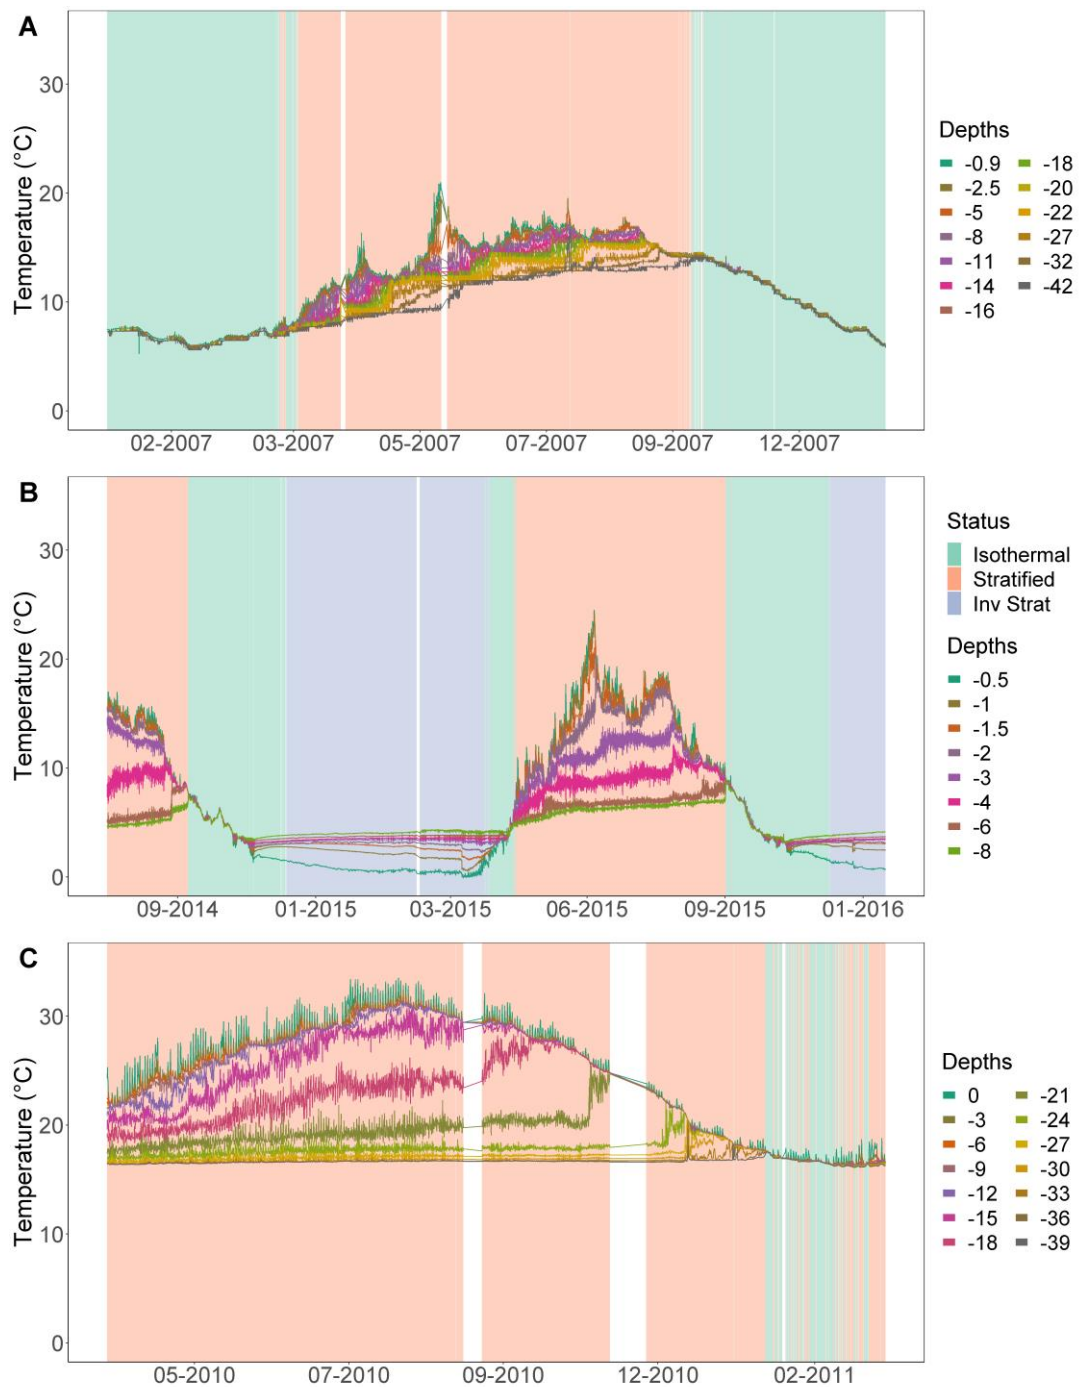 A
Temperature (°C)
30
20
10
0
02-2007 03-2007 05-2007 07-2007 09-2007 12-2007
Depths
-0.9 -18
-2.5 -20
-5 -22
-8 -27
-11 -32
-14 -42
-16
B
Temperature (°C)
30
20
10
0
09-2014 01-2015 03-2015 06-2015 09-2015 01-2016
Status
Isothermal
Stratified
Inv Strat
Depths
-0.5
-1
-1.5
-2
-3
-4
-6
-8
C
Temperature (°C)
30
20
10
0
05-2010 07-2010 09-2010 12-2010 02-2011
Depths
0 -21
-3 -24
-6 -27
-9 -30
-12 -33
-15 -36
-18 -39